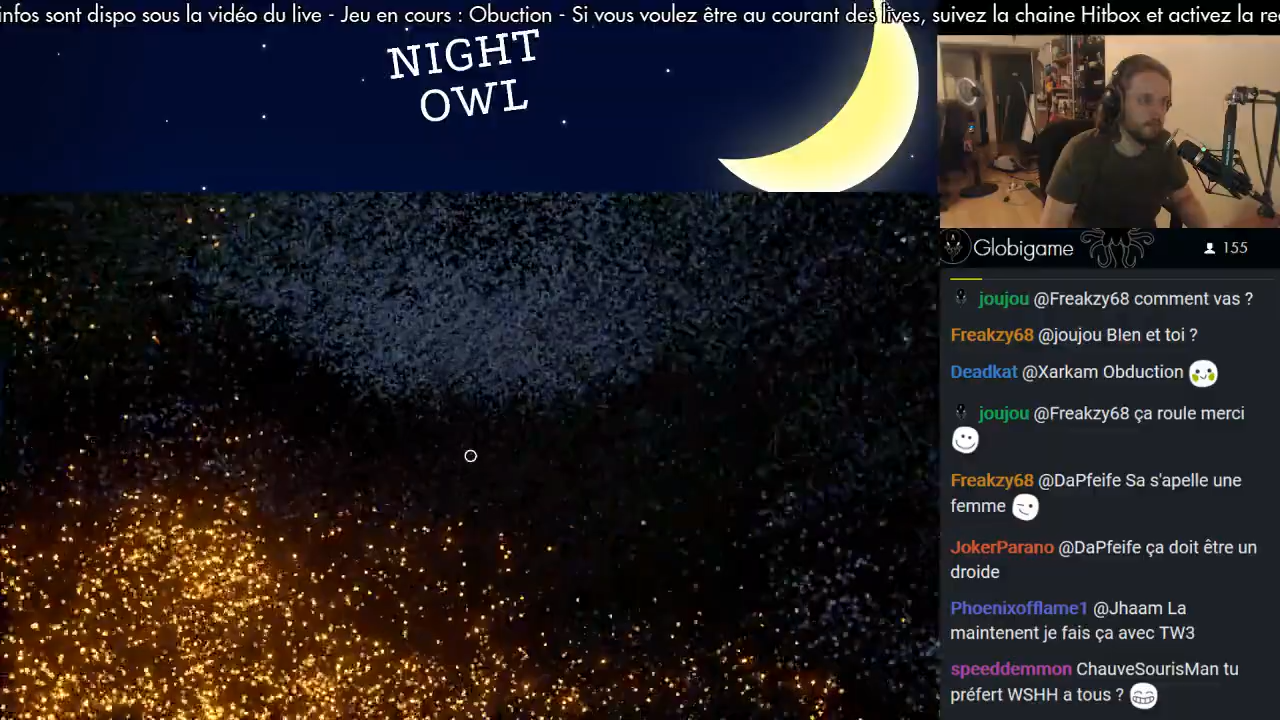 infos sont dispo sous la vidéo du live - Jeu en cours : Obuction - Si vous voulez être au courant des lives, suivez la chaine Hitbox et activez la re
NIGHT
OWL
Globigame
155
joujou @Freakzy68 comment vas ?
Freakzy68 @joujou BIen et toi ?
Deadkat @Xarkam Obduction
joujou @Freakzy68 ça roule merci
Freakzy68 @DaPfeife Sa s'apelle une
femme
JokerParano @DaPfeife ça doit être un
droide
Phoenixofflame1 @Jhaam La
maintenent je fais ça avec TW3
speeddemmon ChauveSourisMan tu
préfert WSHH a tous ?